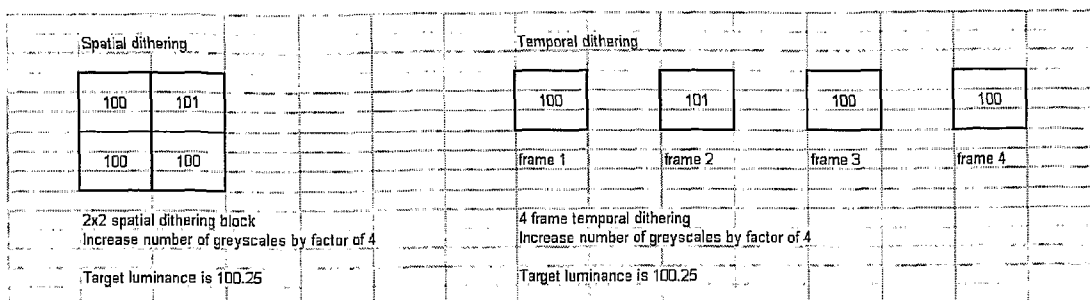 Spatial dithering
100 101
100 100
2x2 spatial dithering block
Increase number of greyscales by factor of 4
Target luminance is 100.25
Temporal dithering
100 101 100 100
frame 1 frame 2 frame 3 frame 4
4 frame temporal dithering
Increase number of greyscales by factor of 4
Target luminance is 100.25